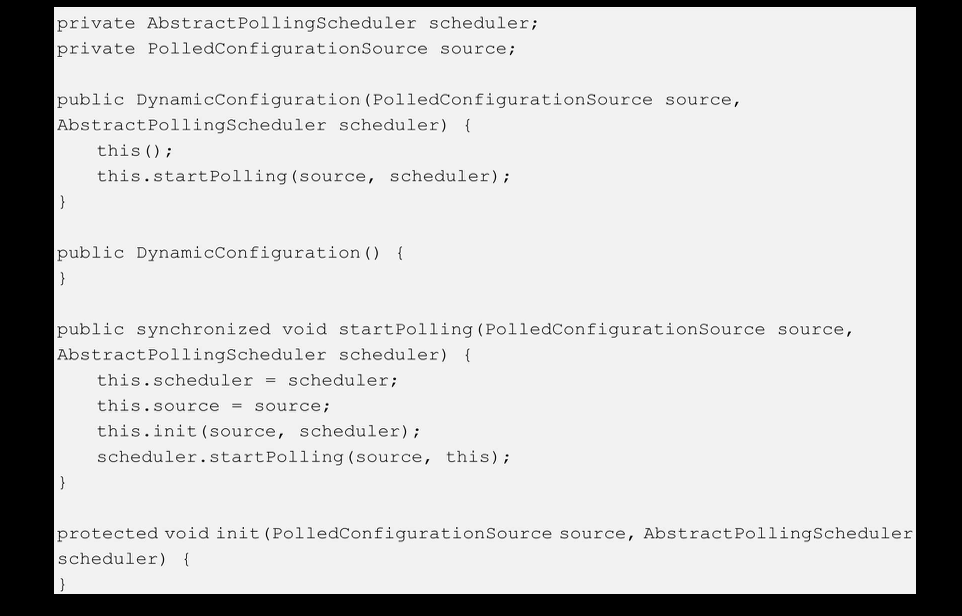 private AbstractPollingScheduler scheduler;
private PolledConfigurationSource source;

public DynamicConfiguration(PolledConfigurationSource source,
AbstractPollingScheduler scheduler) {
    this();
    this.startPolling(source, scheduler);
}

public DynamicConfiguration() {
}

public synchronized void startPolling(PolledConfigurationSource source,
AbstractPollingScheduler scheduler) {
    this.scheduler = scheduler;
    this.source = source;
    this.init(source, scheduler);
    scheduler.startPolling(source, this);
}

protected void init(PolledConfigurationSource source, AbstractPollingScheduler
scheduler) {
}